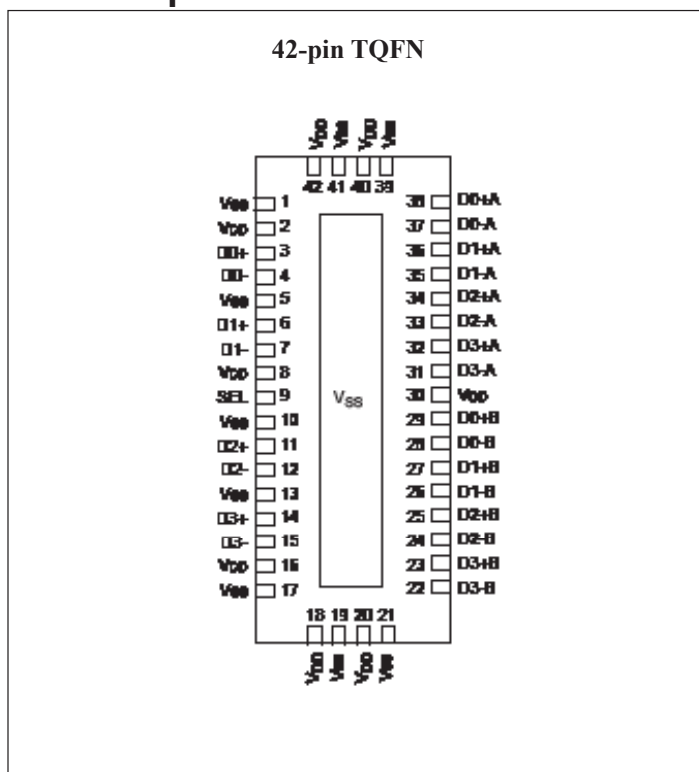 42-pin TQFN
VDD VSS VDD VSS
42 41 40 39
VSS 1
VDD 2
D0+ 3
D0- 4
VSS 5
D1+ 6
D1- 7
VDD 8
SEL 9
VSS 10
D2+ 11
D2- 12
VSS 13
D3+ 14
D3- 15
VDD 16
VSS 17
VSS
38 D0+A
37 D0-A
36 D1+A
35 D1-A
34 D2+A
33 D2-A
32 D3+A
31 D3-A
30 VDD
29 D0+B
28 D0-B
27 D1+B
26 D1-B
25 D2+B
24 D2-B
23 D3+B
22 D3-B
18 19 20 21
VDD VSS VDD VSS